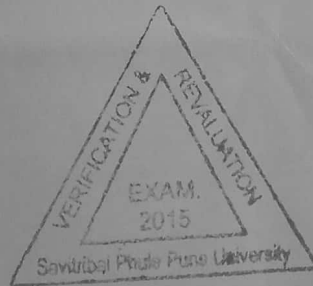 VERIFICATION &
REVALUATION
EXAM.
2015
Savitribai Phule Pune University